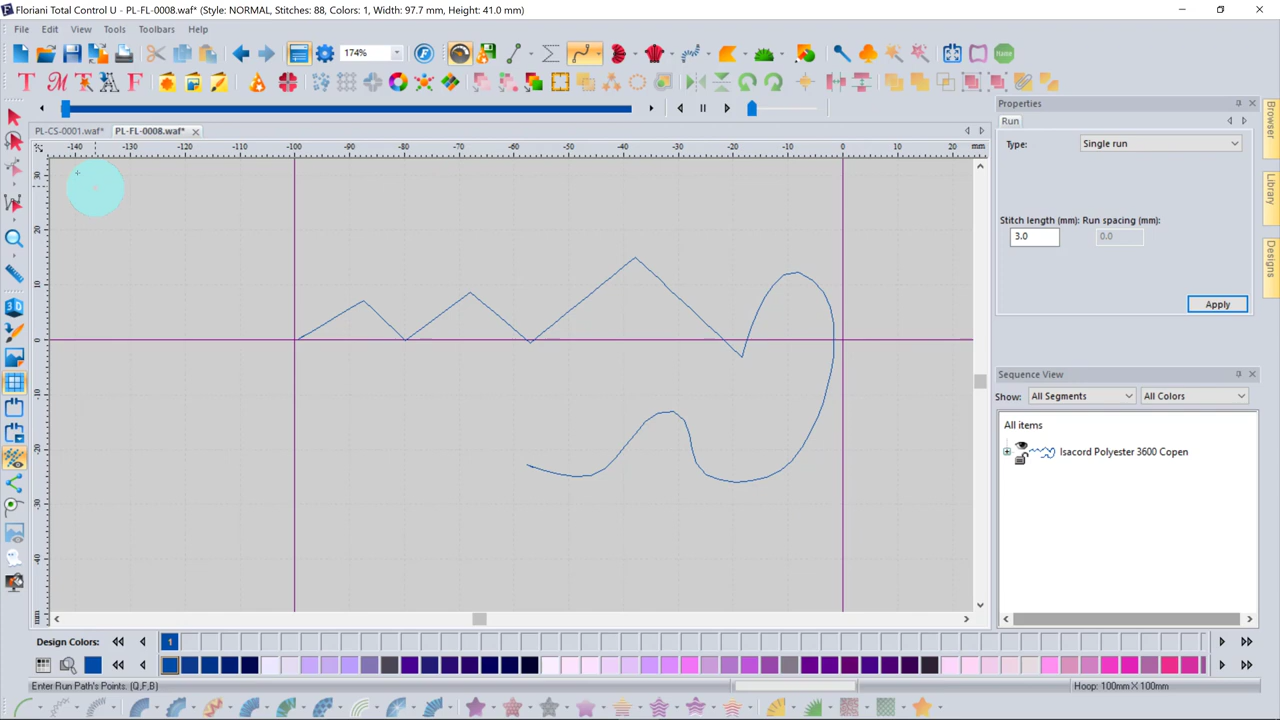 Floriani Total Control U - PL-FL-0008.waf* (Style: NORMAL, Stitches: 88, Colors: 1, Width: 97.7 mm, Height: 41.0 mm)
File Edit View Tools Toolbars Help
174%
PL-CS-0001.waf* PL-FL-0008.waf*
-140 -130 -120 -110 -100 -90 -80 -70 -60 -50 -40 -30 -20 -10 0 10 20 mm
30
20
10
0
-10
-20
-30
-40
mm
Properties
Run
Type: Single run
Stitch length (mm): Run spacing (mm):
3.0 0.0
Apply
Sequence View
Show: All Segments All Colors
All items
Isacord Polyester 3600 Copen
Browser
Library
Designs
3.0
Design Colors: 1
Enter Run Path's Points: (Q,F,B)
Hoop: 100mm X 100mm